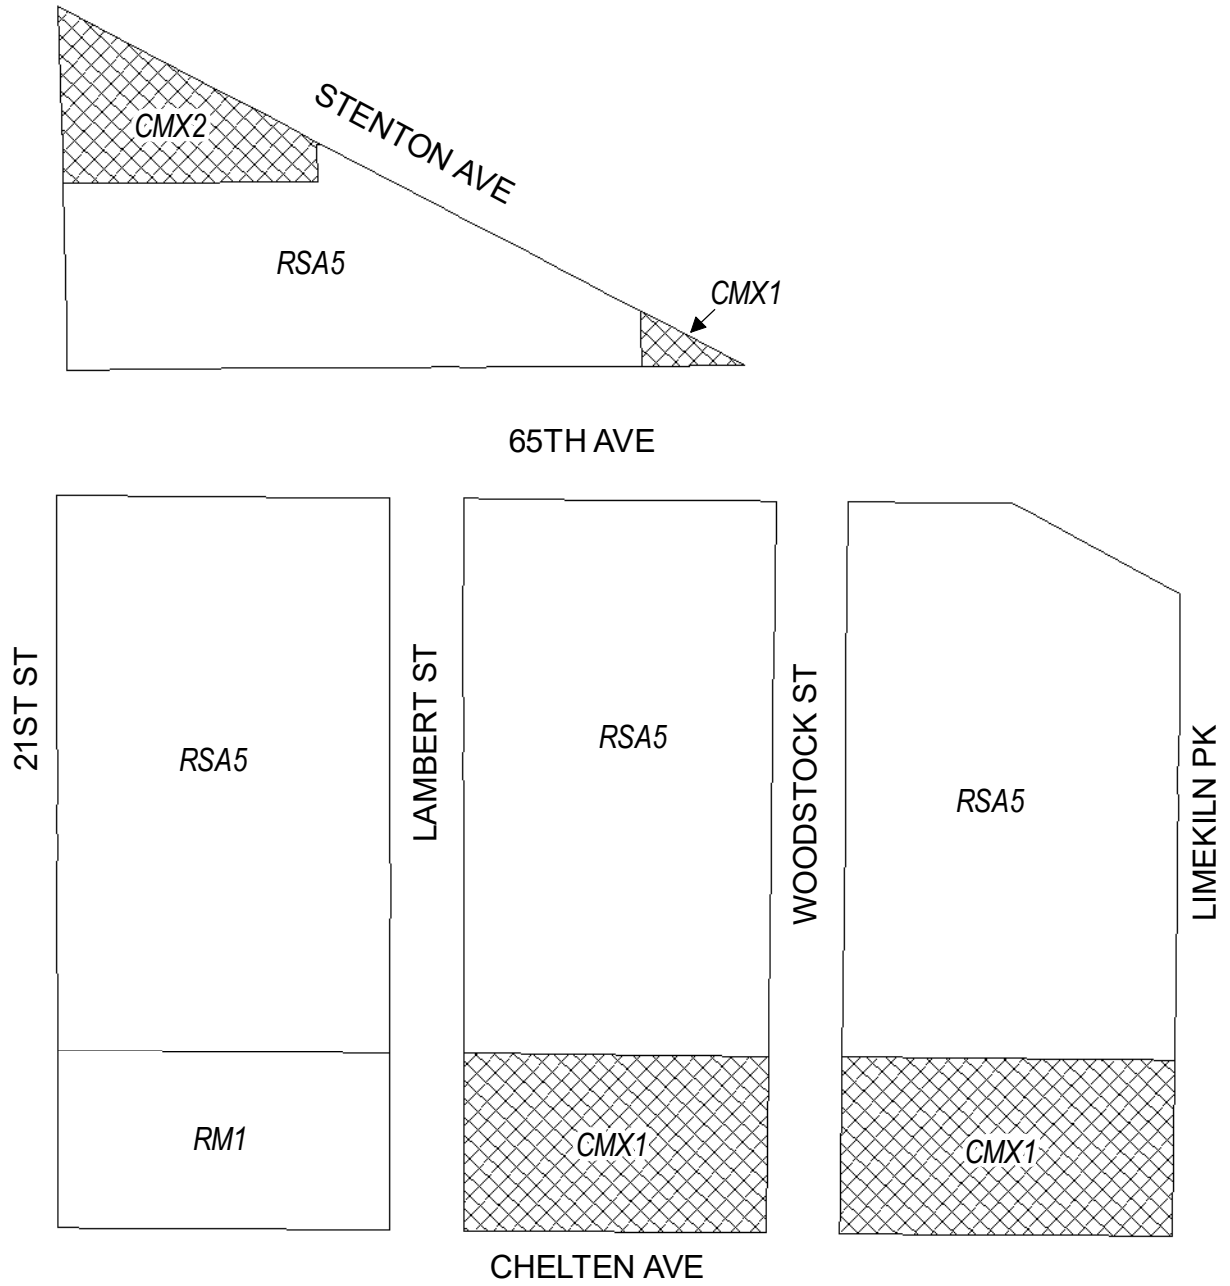 CMX2
STENTON AVE
RSA5
CMX1
65TH AVE
21ST ST
RSA5
LAMBERT ST
RSA5
WOODSTOCK ST
RSA5
LIMEKILN PK
RM1
CMX1
CMX1
CHELTEN AVE